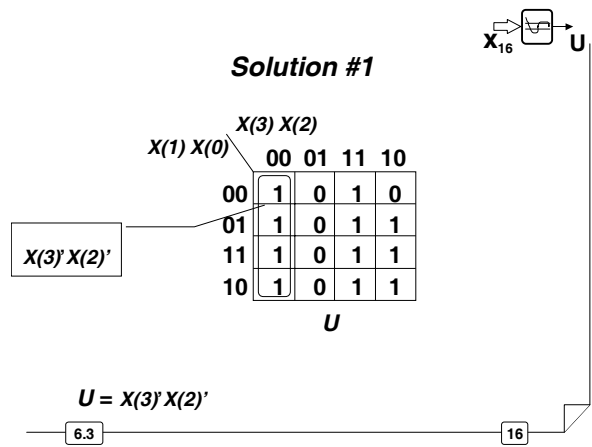 X16 U
Solution #1
X(3) X(2)
X(1) X(0)
00 01 11 10
00 1 0 1 0
01 1 0 1 1
11 1 0 1 1
10 1 0 1 1
X(3)' X(2)'
U
U = X(3)' X(2)'
6.3 16